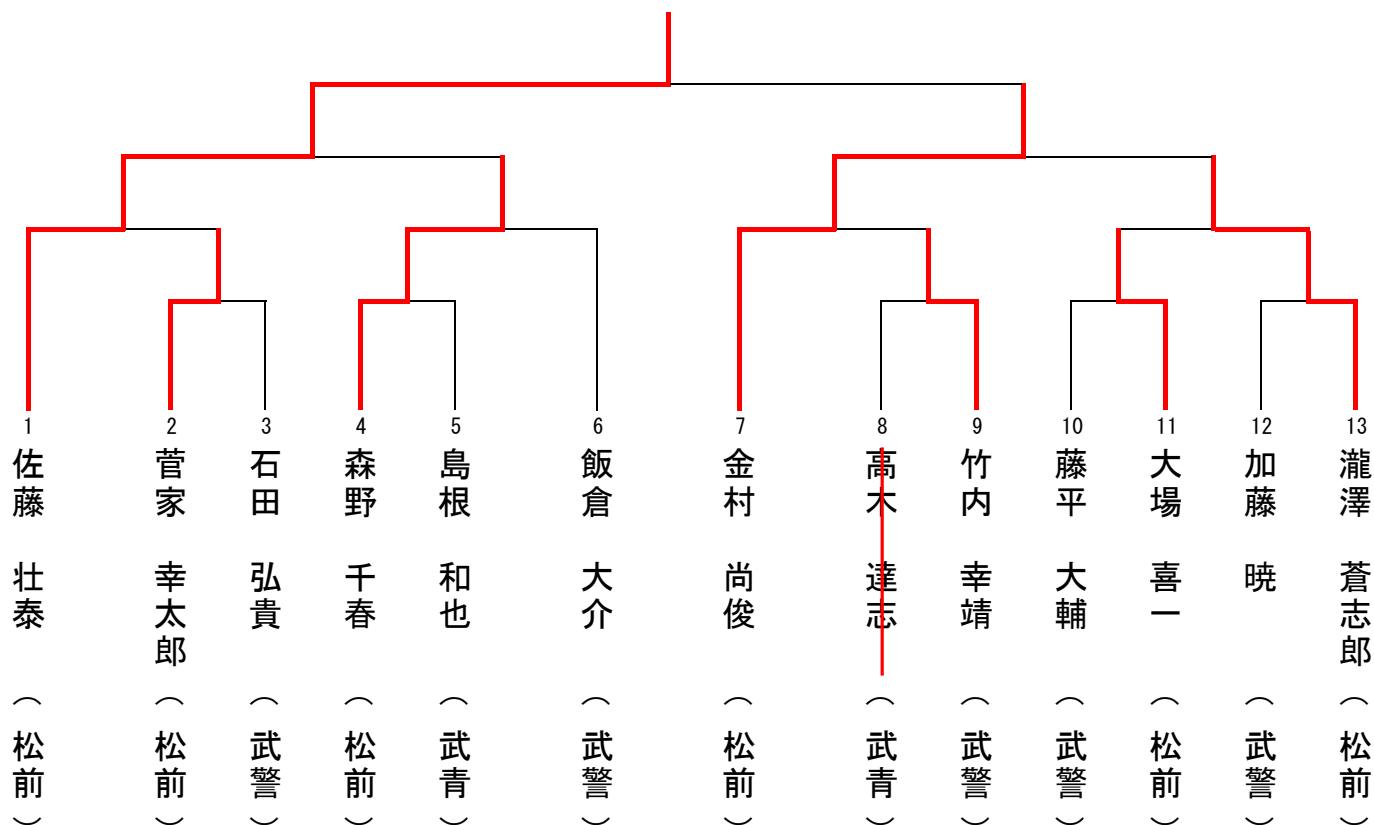 1
佐藤 壮泰 （松前）
2
菅家 幸太郎 （松前）
3
石田 弘貴 （武警）
4
森野 千春 （松前）
5
島根 和也 （武青）
6
飯倉 大介 （武警）
7
金村 尚俊 （松前）
8
高木 達志 （武青）
9
竹内 幸靖 （武警）
10
藤平 大輔 （武警）
11
大場 喜一 （松前）
12
加藤 暁 （武警）
13
瀧澤 蒼志郎 （松前）